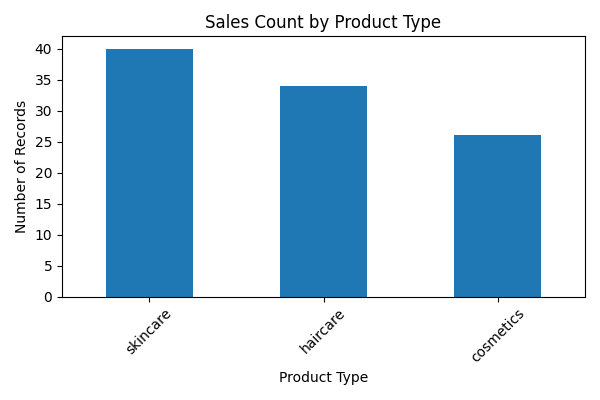 Sales Count by Product Type
Number of Records
40
35
30
25
20
15
10
5
0
skincare
haircare
cosmetics
Product Type